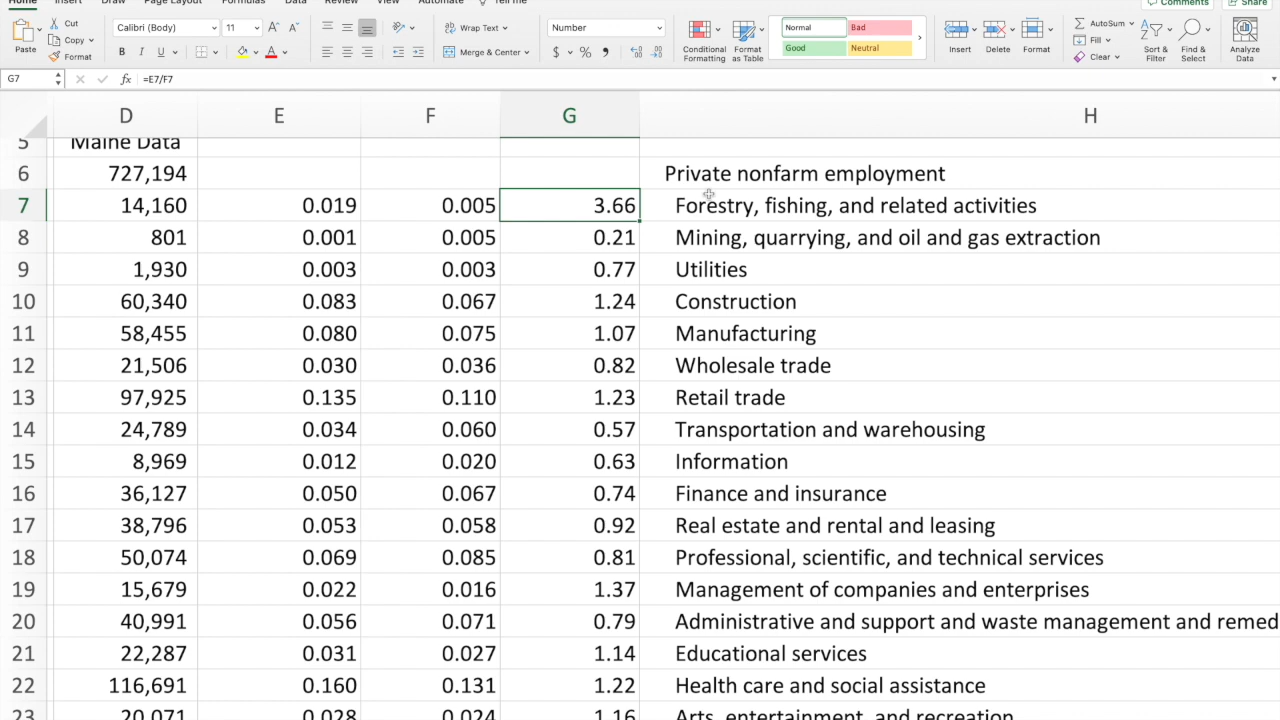 Home Insert Draw Page Layout Formulas Data Review View Automate Tell me Comments Share
Cut Calibri (Body) 11 A A Wrap Text Number Normal Bad AutoSum
Copy Fill
Paste Format B I U A Merge & Center $ % , Conditional Formatting Format as Table Good Neutral Insert Delete Format Clear Sort & Filter Find & Select Analyze Data
G7 fx =E7/F7
D E F G H
5 Maine Data
6 727,194 Private nonfarm employment
7 14,160 0.019 0.005 3.66 Forestry, fishing, and related activities
8 801 0.001 0.005 0.21 Mining, quarrying, and oil and gas extraction
9 1,930 0.003 0.003 0.77 Utilities
10 60,340 0.083 0.067 1.24 Construction
11 58,455 0.080 0.075 1.07 Manufacturing
12 21,506 0.030 0.036 0.82 Wholesale trade
13 97,925 0.135 0.110 1.23 Retail trade
14 24,789 0.034 0.060 0.57 Transportation and warehousing
15 8,969 0.012 0.020 0.63 Information
16 36,127 0.050 0.067 0.74 Finance and insurance
17 38,796 0.053 0.058 0.92 Real estate and rental and leasing
18 50,074 0.069 0.085 0.81 Professional, scientific, and technical services
19 15,679 0.022 0.016 1.37 Management of companies and enterprises
20 40,991 0.056 0.071 0.79 Administrative and support and waste management and remed
21 22,287 0.031 0.027 1.14 Educational services
22 116,691 0.160 0.131 1.22 Health care and social assistance
23 20,071 0.028 0.024 1.16 Arts, entertainment, and recreation